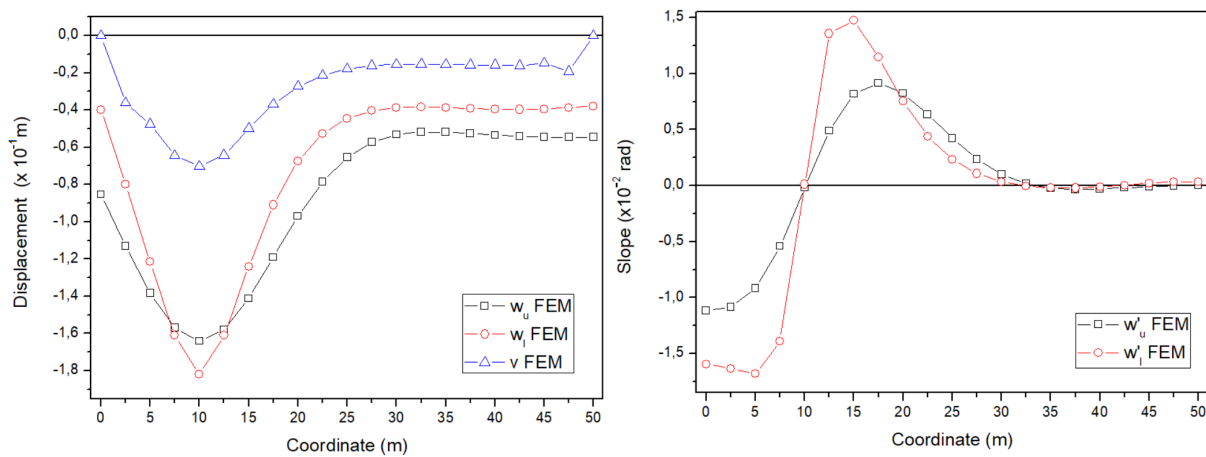 0,0
-0,2
-0,4
-0,6
-0,8
-1,0
-1,2
-1,4
-1,6
-1,8
Displacement (x 10⁻¹m)
0 5 10 15 20 25 30 35 40 45 50
Coordinate (m)
w_u FEM
w_l FEM
v FEM
1,5
1,0
0,5
0,0
-0,5
-1,0
-1,5
Slope (x10⁻² rad)
0 5 10 15 20 25 30 35 40 45 50
Coordinate (m)
w'_u FEM
w'_l FEM